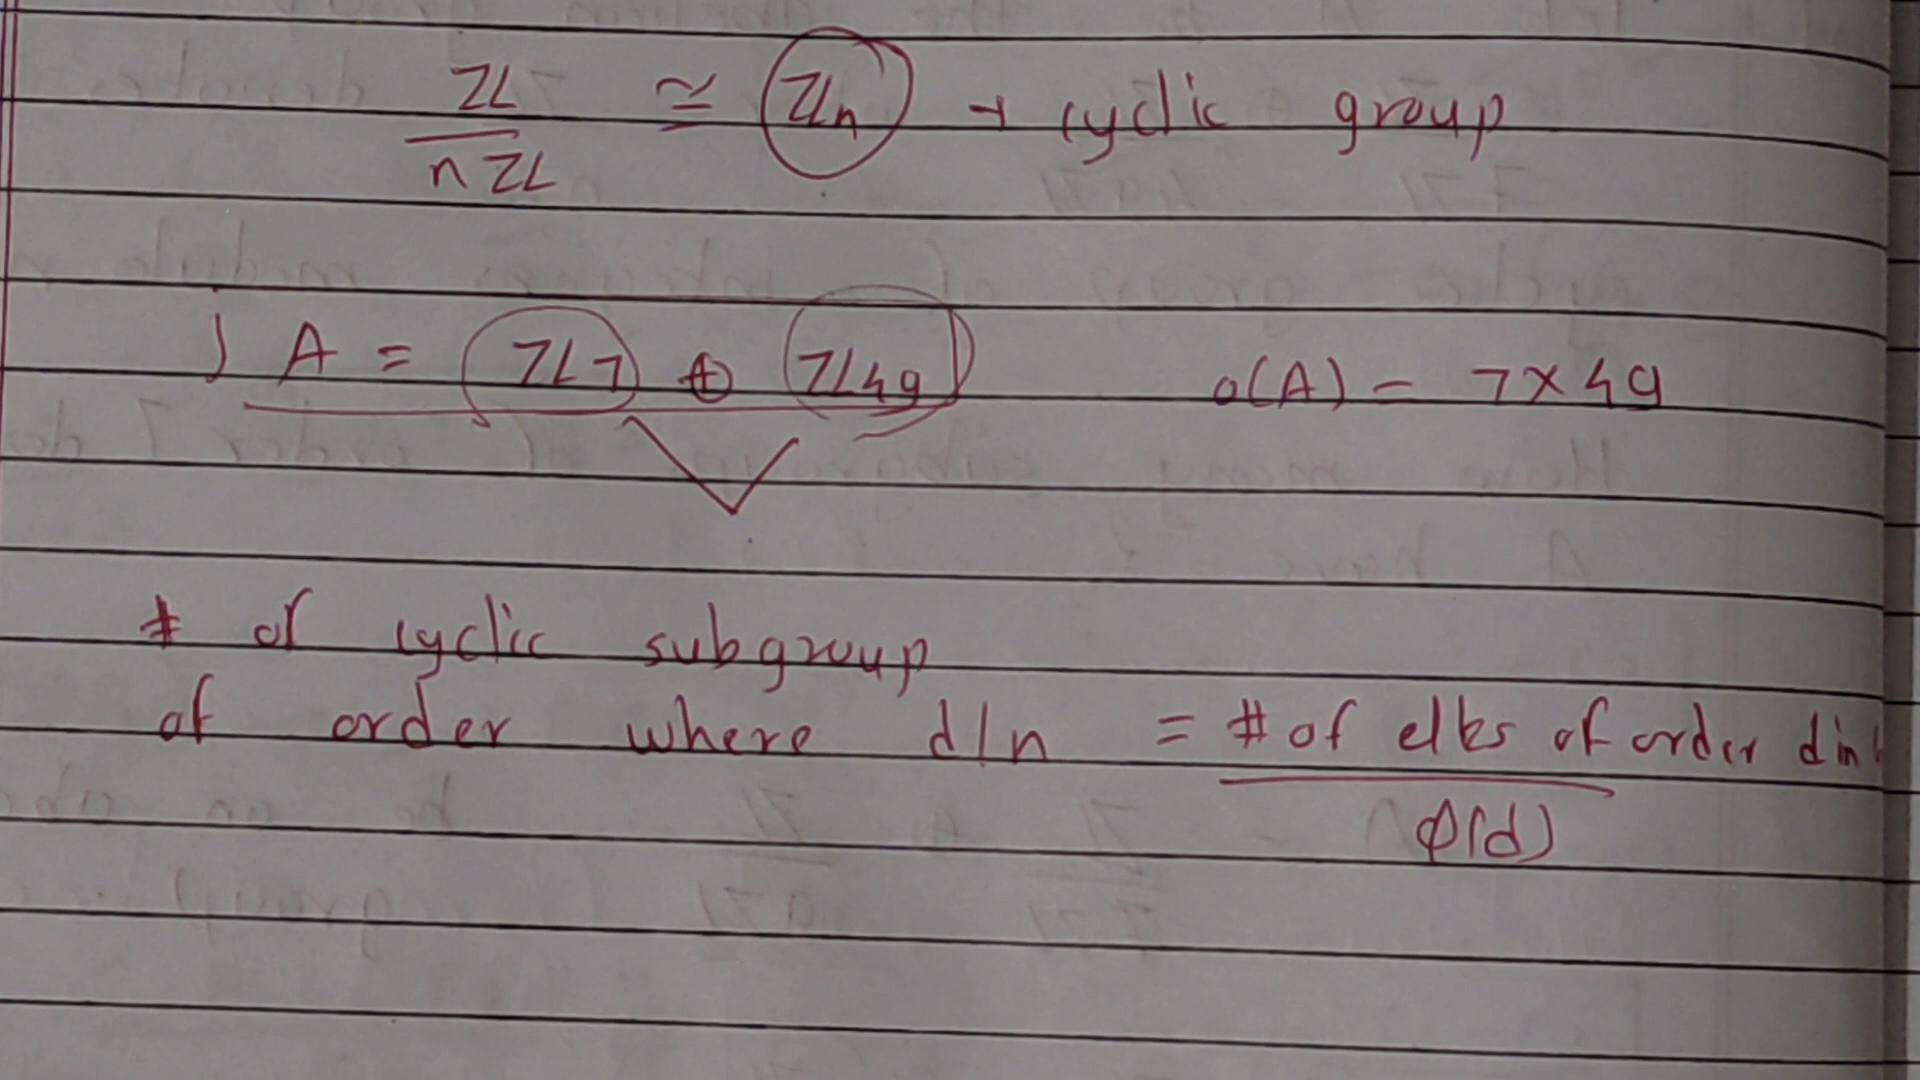 ℤ/nℤ ≃ ℤn → cyclic group
) A = ℤ7 ⊕ ℤ49 o(A) = 7×49
# of cyclic subgroup
of order where d/n = # of elts of order d in
ϕ(d)